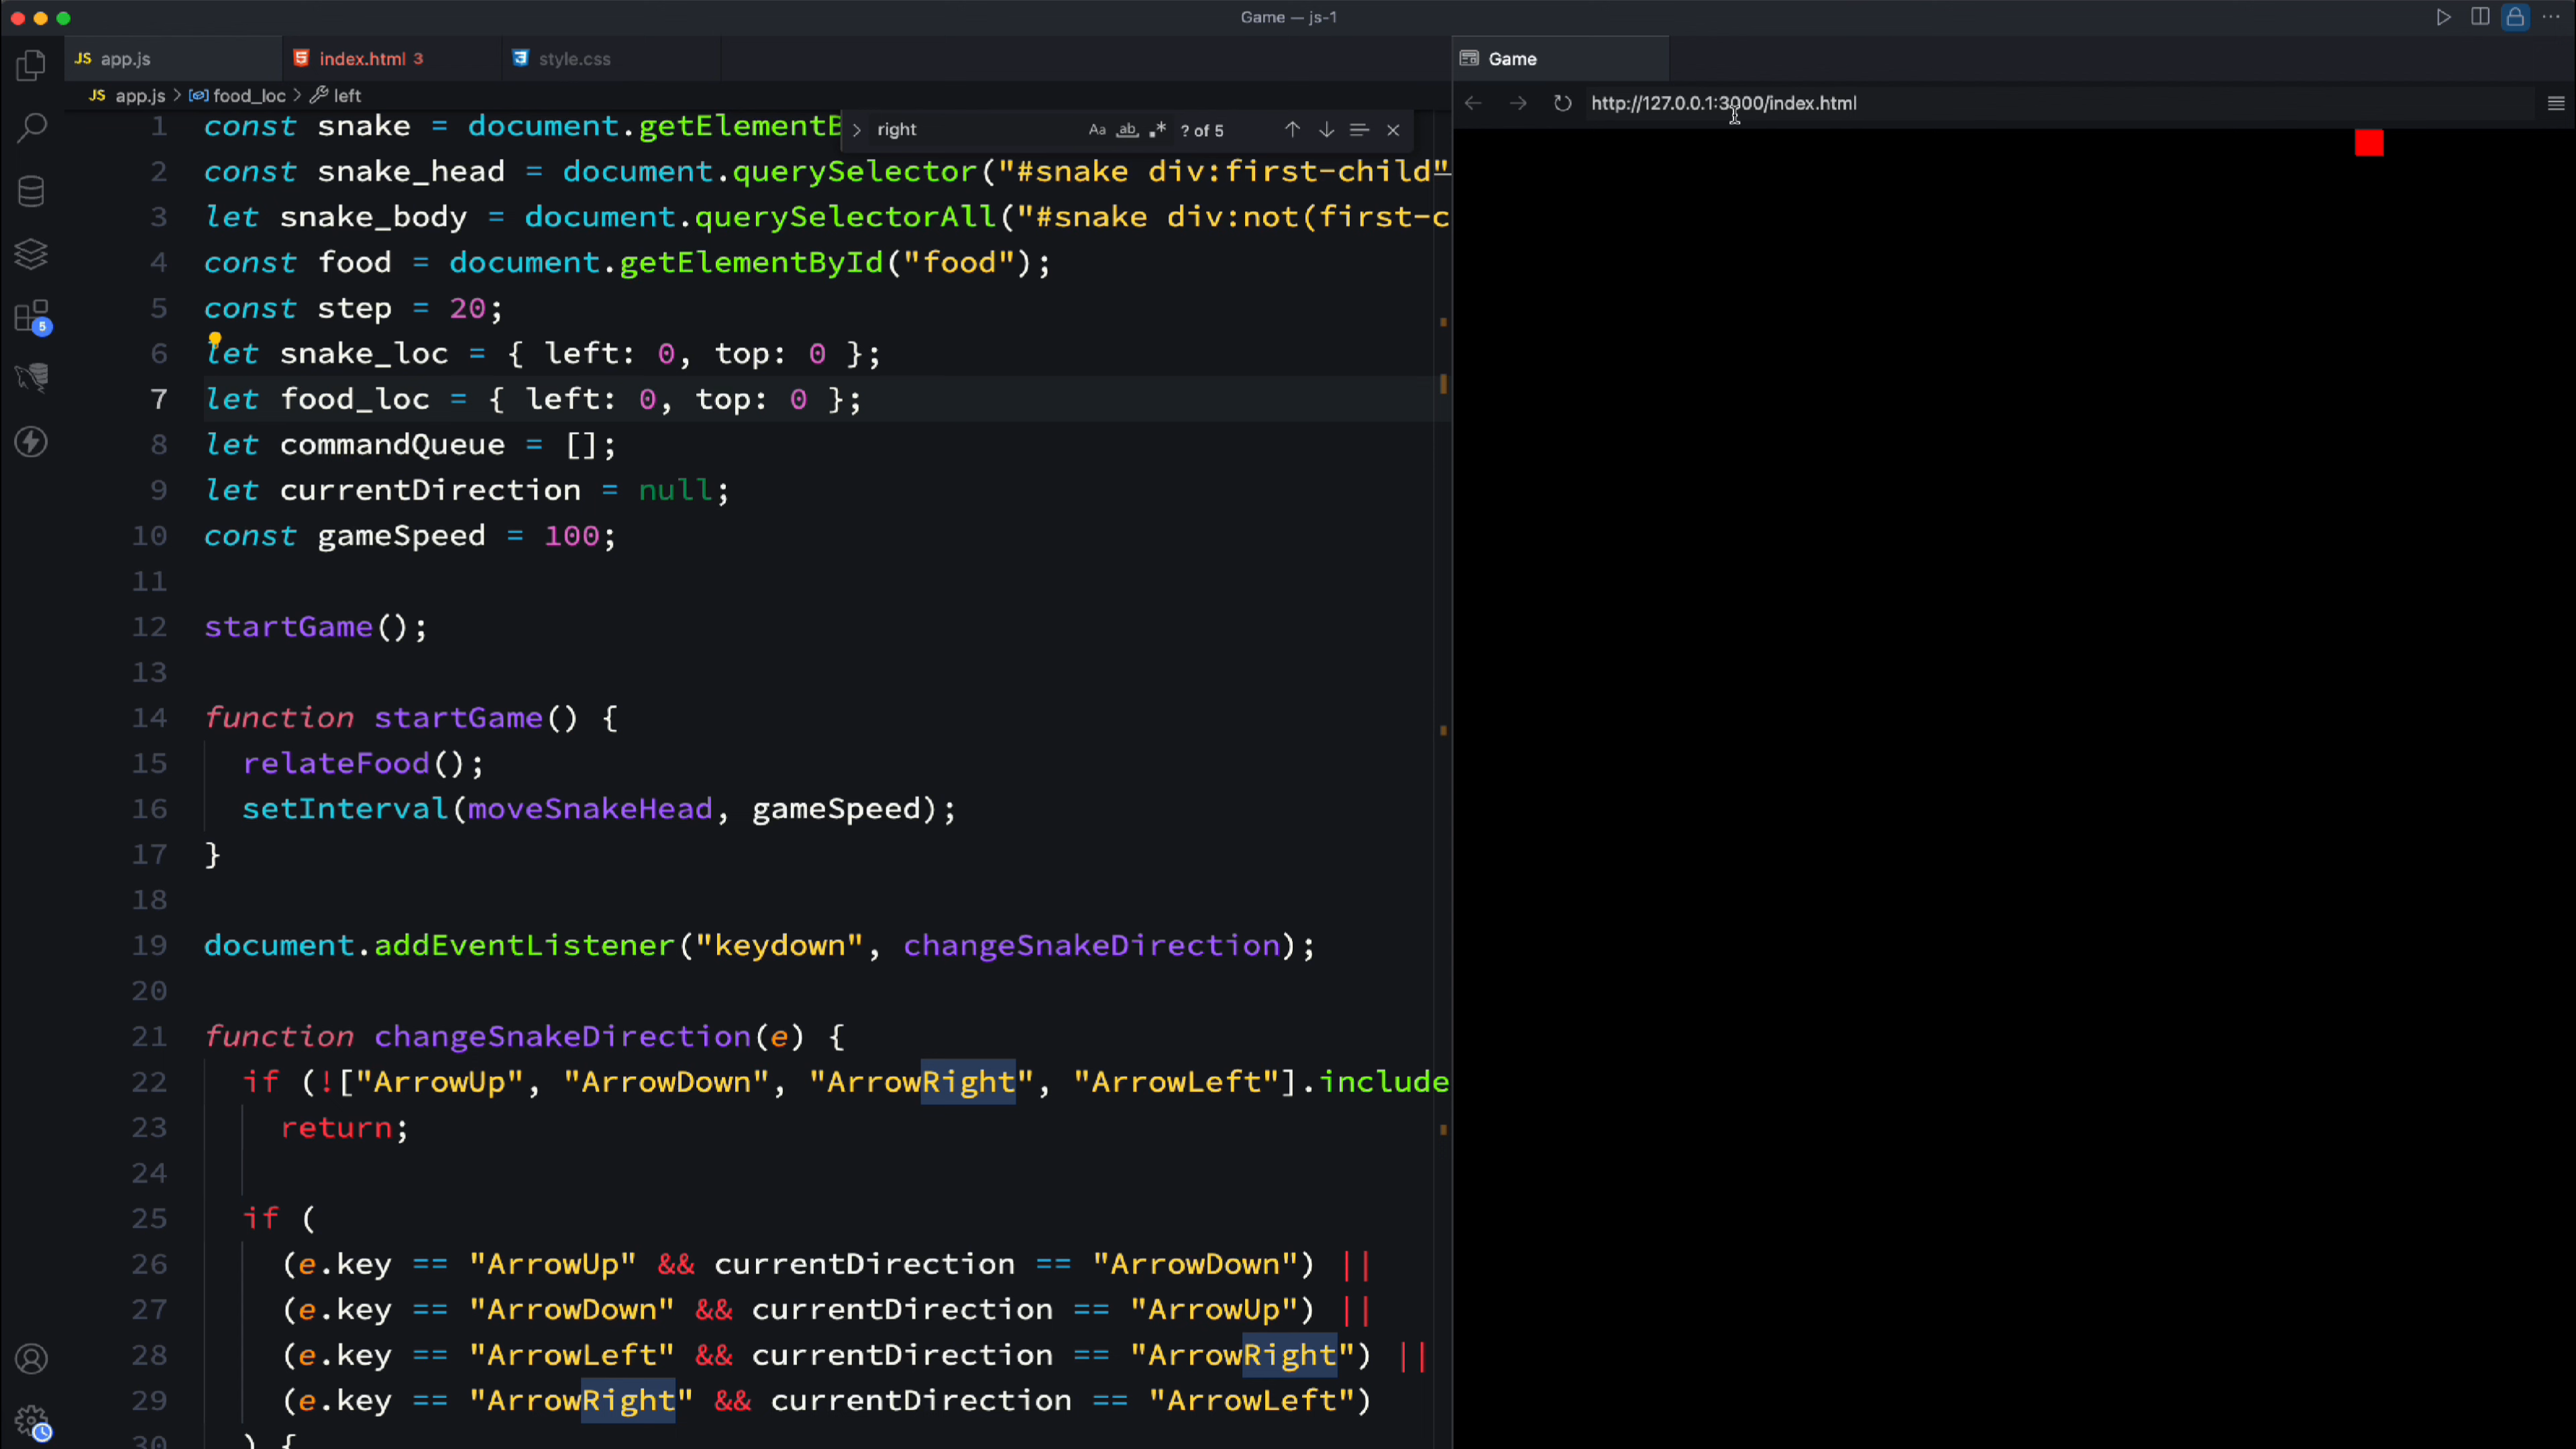 Game — js-1
JS app.js
index.html 3
style.css
JS app.js > food_loc > left
right Aa ab ? of 5
Game
http://127.0.0.1:3000/index.html
5
1 const snake = document.getElementB
2 const snake_head = document.querySelector("#snake div:first-child"
3 let snake_body = document.querySelectorAll("#snake div:not(first-c
4 const food = document.getElementById("food");
5 const step = 20;
6 let snake_loc = { left: 0, top: 0 };
7 let food_loc = { left: 0, top: 0 };
8 let commandQueue = [];
9 let currentDirection = null;
10 const gameSpeed = 100;
11
12 startGame();
13
14 function startGame() {
15 relateFood();
16 setInterval(moveSnakeHead, gameSpeed);
17 }
18
19 document.addEventListener("keydown", changeSnakeDirection);
20
21 function changeSnakeDirection(e) {
22 if (!["ArrowUp", "ArrowDown", "ArrowRight", "ArrowLeft"].include
23 return;
24
25 if (
26 (e.key == "ArrowUp" && currentDirection == "ArrowDown") ||
27 (e.key == "ArrowDown" && currentDirection == "ArrowUp") ||
28 (e.key == "ArrowLeft" && currentDirection == "ArrowRight") ||
29 (e.key == "ArrowRight" && currentDirection == "ArrowLeft")
30 ) {